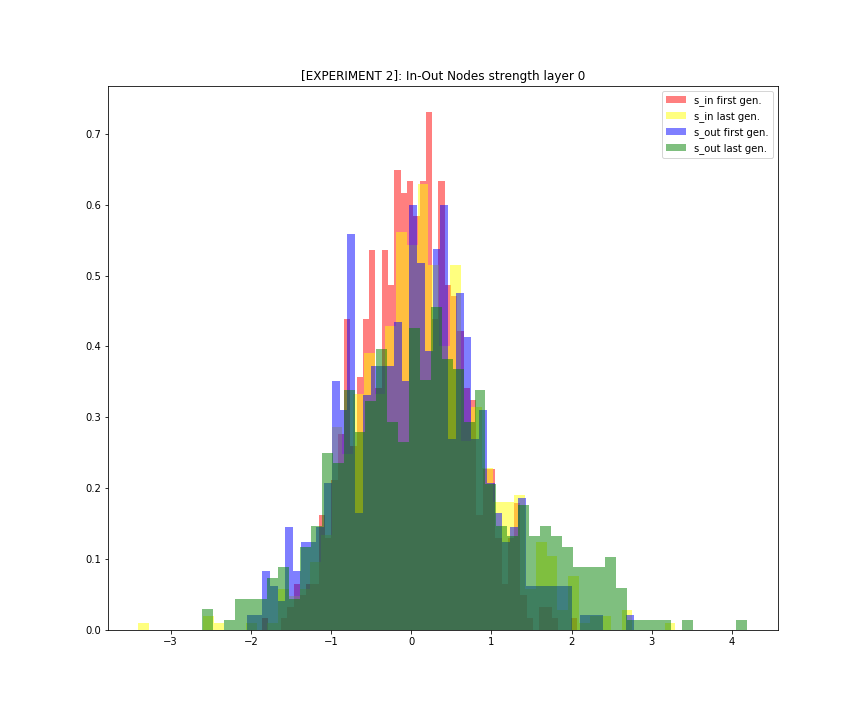 [EXPERIMENT 2]: In-Out Nodes strength layer 0
s_in first gen.
s_in last gen.
s_out first gen.
s_out last gen.
0.7
0.6
0.5
0.4
0.3
0.2
0.1
0.0
−3 −2 −1 0 1 2 3 4